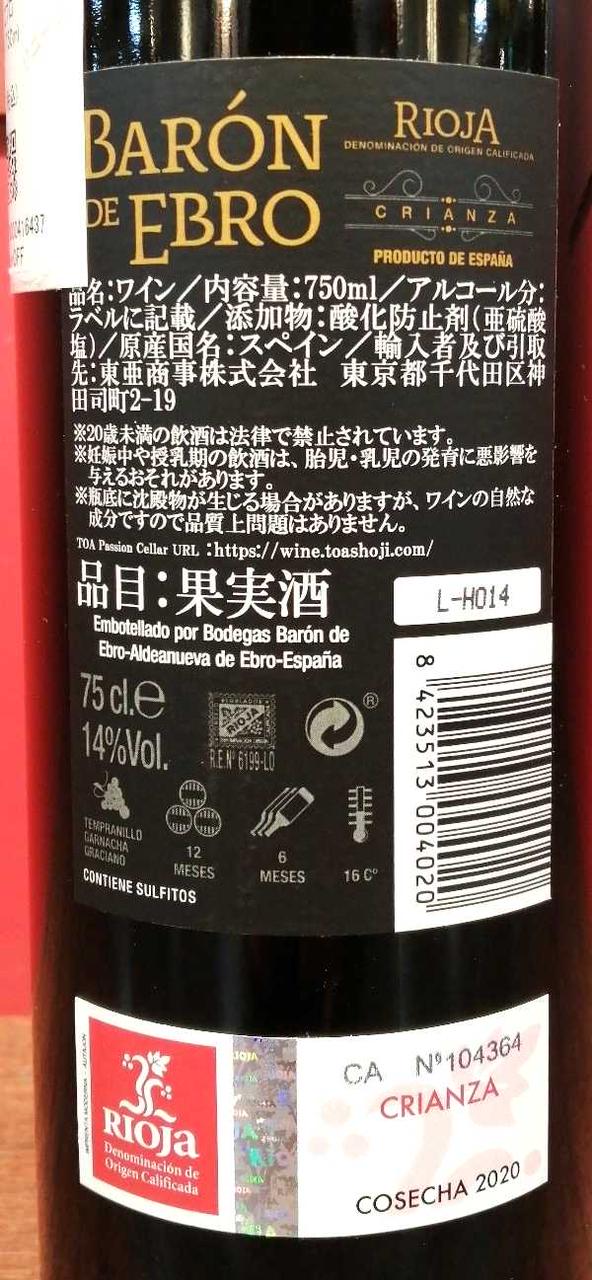 BARÓN
DE EBRO
RIOJA
DENOMINACIÓN DE ORIGEN CALIFICADA
CRIANZA
PRODUCTO DE ESPAÑA
品名:ワイン/内容量:750ml/アルコール分:
ラベルに記載/添加物:酸化防止剤(亜硫酸
塩)/原産国名:スペイン/輸入者及び引取
先:東亜商事株式会社 東京都千代田区神
田司町2-19
※20歳未満の飲酒は法律で禁止されています。
※妊娠中や授乳期の飲酒は、胎児・乳児の発育に悪影響を
与えるおそれがあります。
※瓶底に沈殿物が生じる場合がありますが、ワインの自然な
成分ですので品質上問題はありません。
TOA Passion Cellar URL :https://wine.toashoji.com/
品目:果実酒
L-H014
Embotellado por Bodegas Barón de
Ebro-Aldeanueva de Ebro-España
75 cl.e
14%Vol.
RIOJA
R.E.Nº 6199-LO
®
TEMPRANILLO
GARNACHA
GRACIANO
12
MESES
6
MESES
16 Cº
CONTIENE SULFITOS
8 423513 004020
RIOJA
Denominación de
Origen Calificada
CA Nº104364
CRIANZA
COSECHA 2020